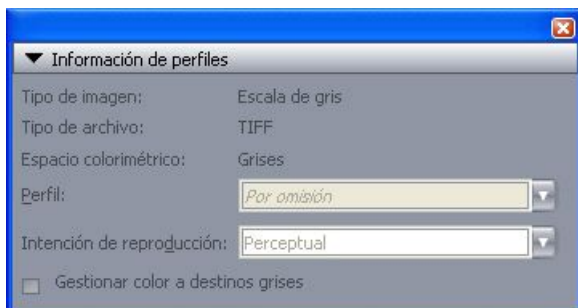 Información de perfiles
Tipo de imagen: Escala de gris
Tipo de archivo: TIFF
Espacio colorimétrico: Grises
Perfil: Por omisión
Intención de reproducción: Perceptual
Gestionar color a destinos grises